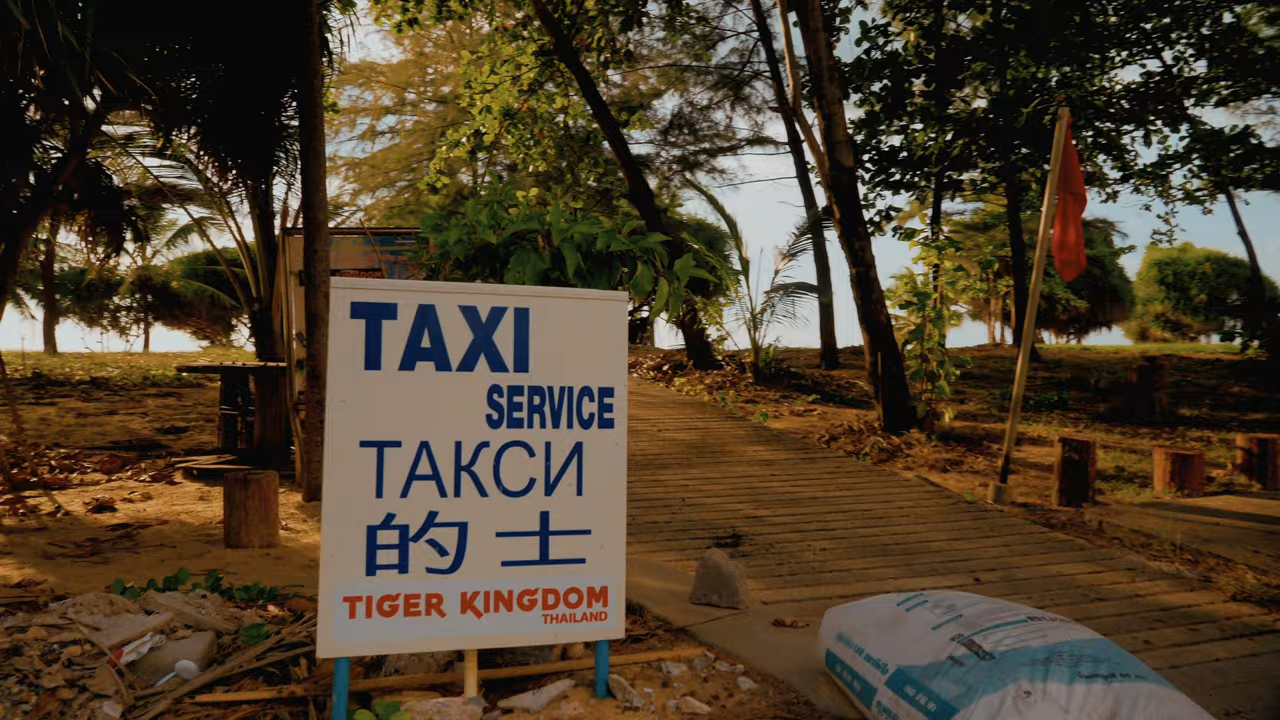 TAXI
SERVICE
ТАКСИ
的士
TIGER KINGDOM
THAILAND